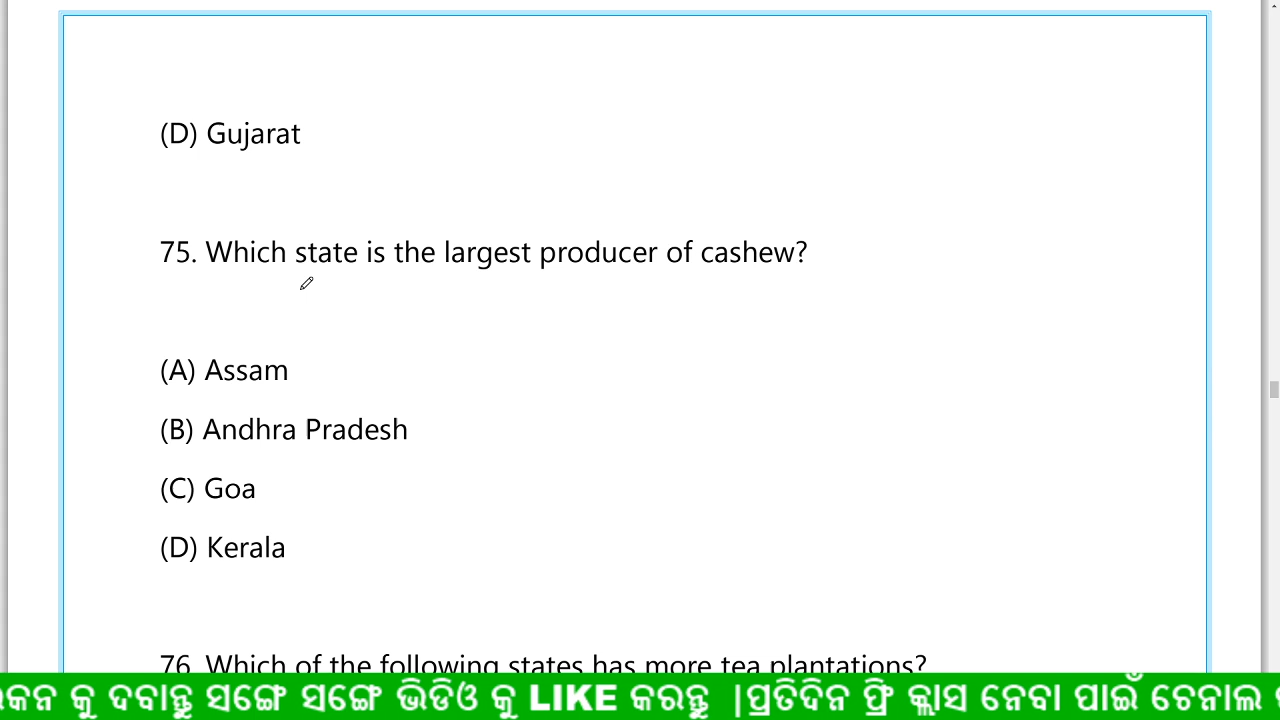 (D) Gujarat
75. Which state is the largest producer of cashew?
(A) Assam
(B) Andhra Pradesh
(C) Goa
(D) Kerala
76. Which of the following states has more tea plantations?
କନ କୁ ଦବାନ୍ତୁ ସଙ୍ଗେ ସଙ୍ଗେ ଭିଡିଓ କୁ LIKE କରନ୍ତୁ |ପ୍ରତିଦିନ ଫ୍ରି କ୍ଲାସ ନେବା ପାଇଁ ଚେନାଲ